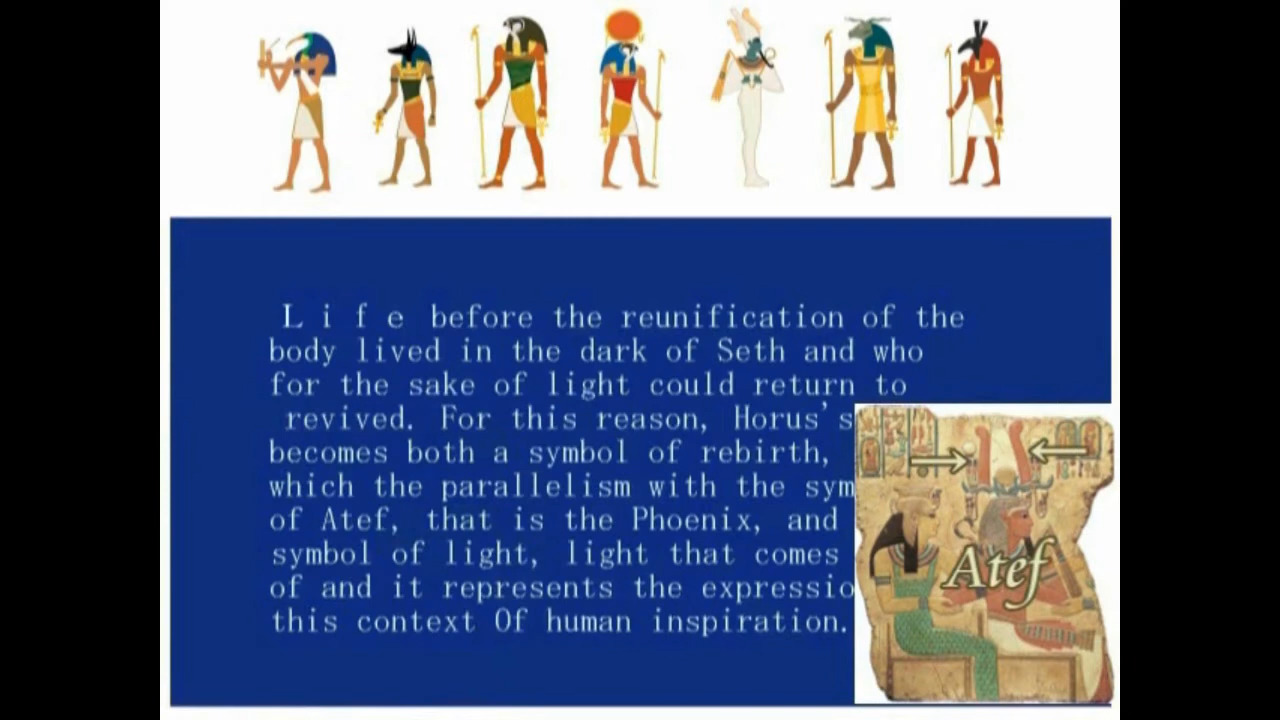 Life before the reunification of the
body lived in the dark of Seth and who
for the sake of light could return to
revived. For this reason, Horus's
becomes both a symbol of rebirth,
which the parallelism with the sym
of Atef, that is the Phoenix, and
symbol of light, light that comes
of and it represents the expressio
this context Of human inspiration.
Atef